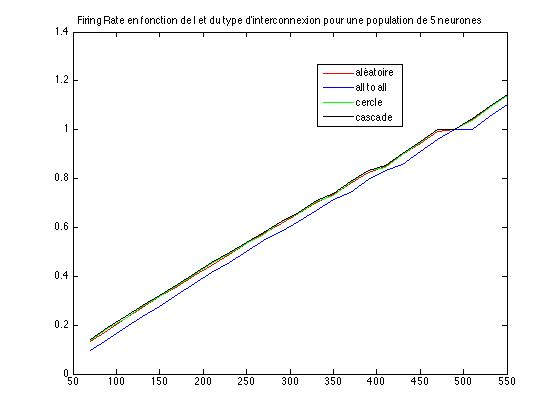 Firing Rate en fonction de I et du type d'interconnexion pour une population de 5 neurones
1.4
1.2
1
0.8
0.6
0.4
0.2
0
aléatoire
all to all
cercle
cascade
50 100 150 200 250 300 350 400 450 500 550